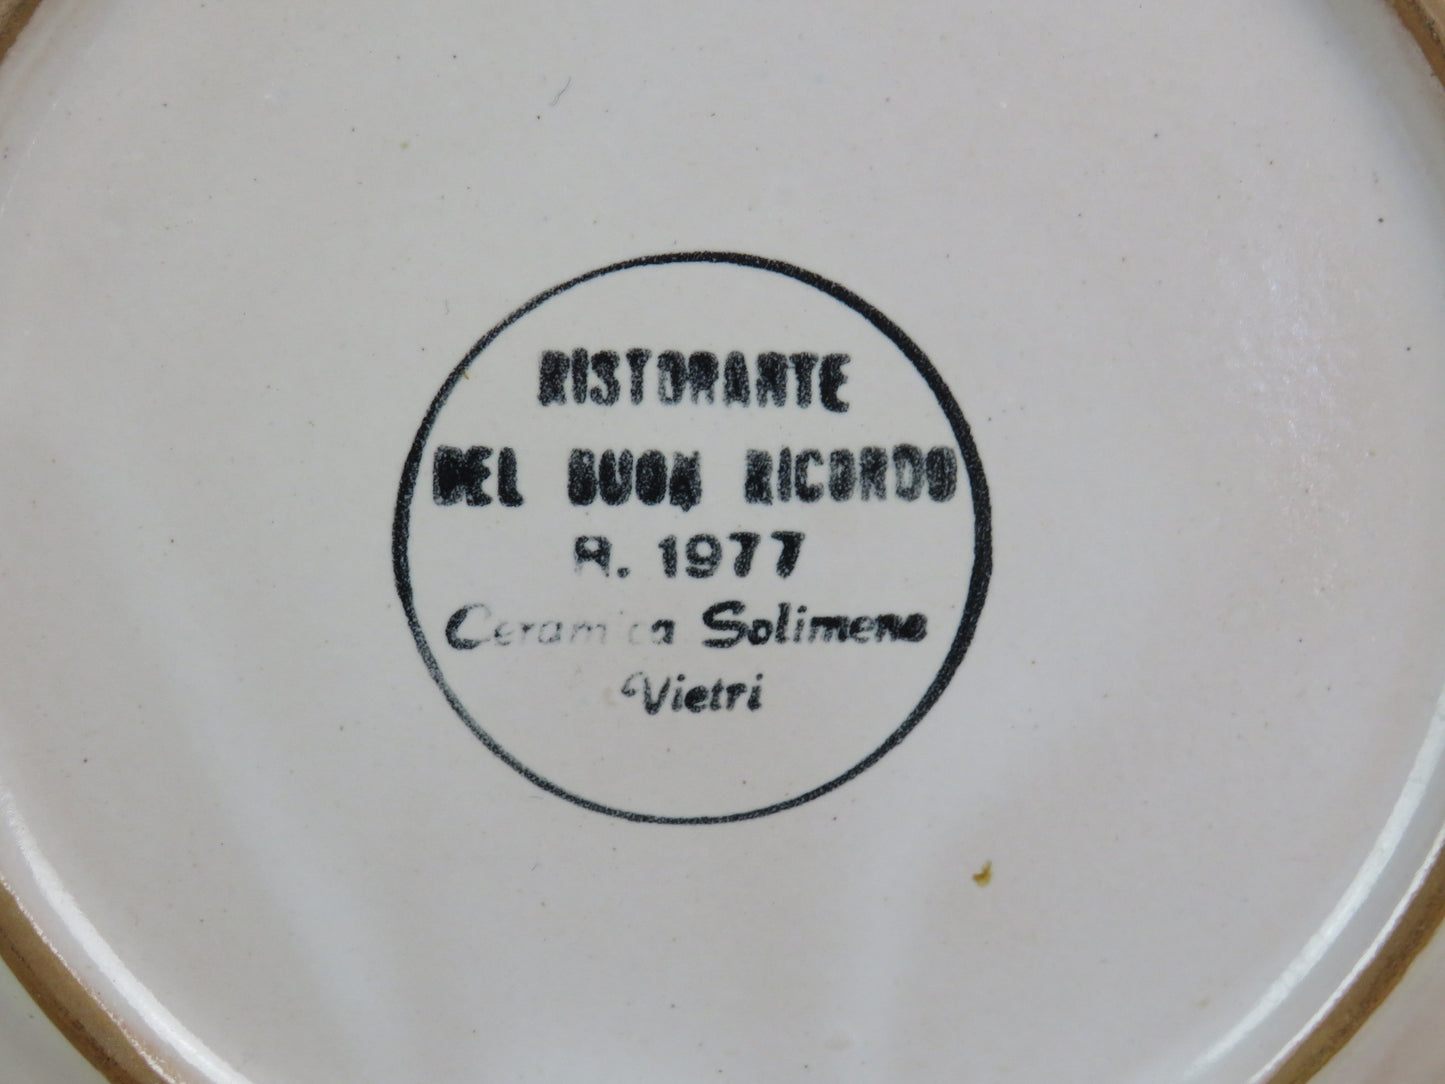 RISTORANTE
DEL BUON RICORDO
A. 1977
Ceramica Solimene
Vietri